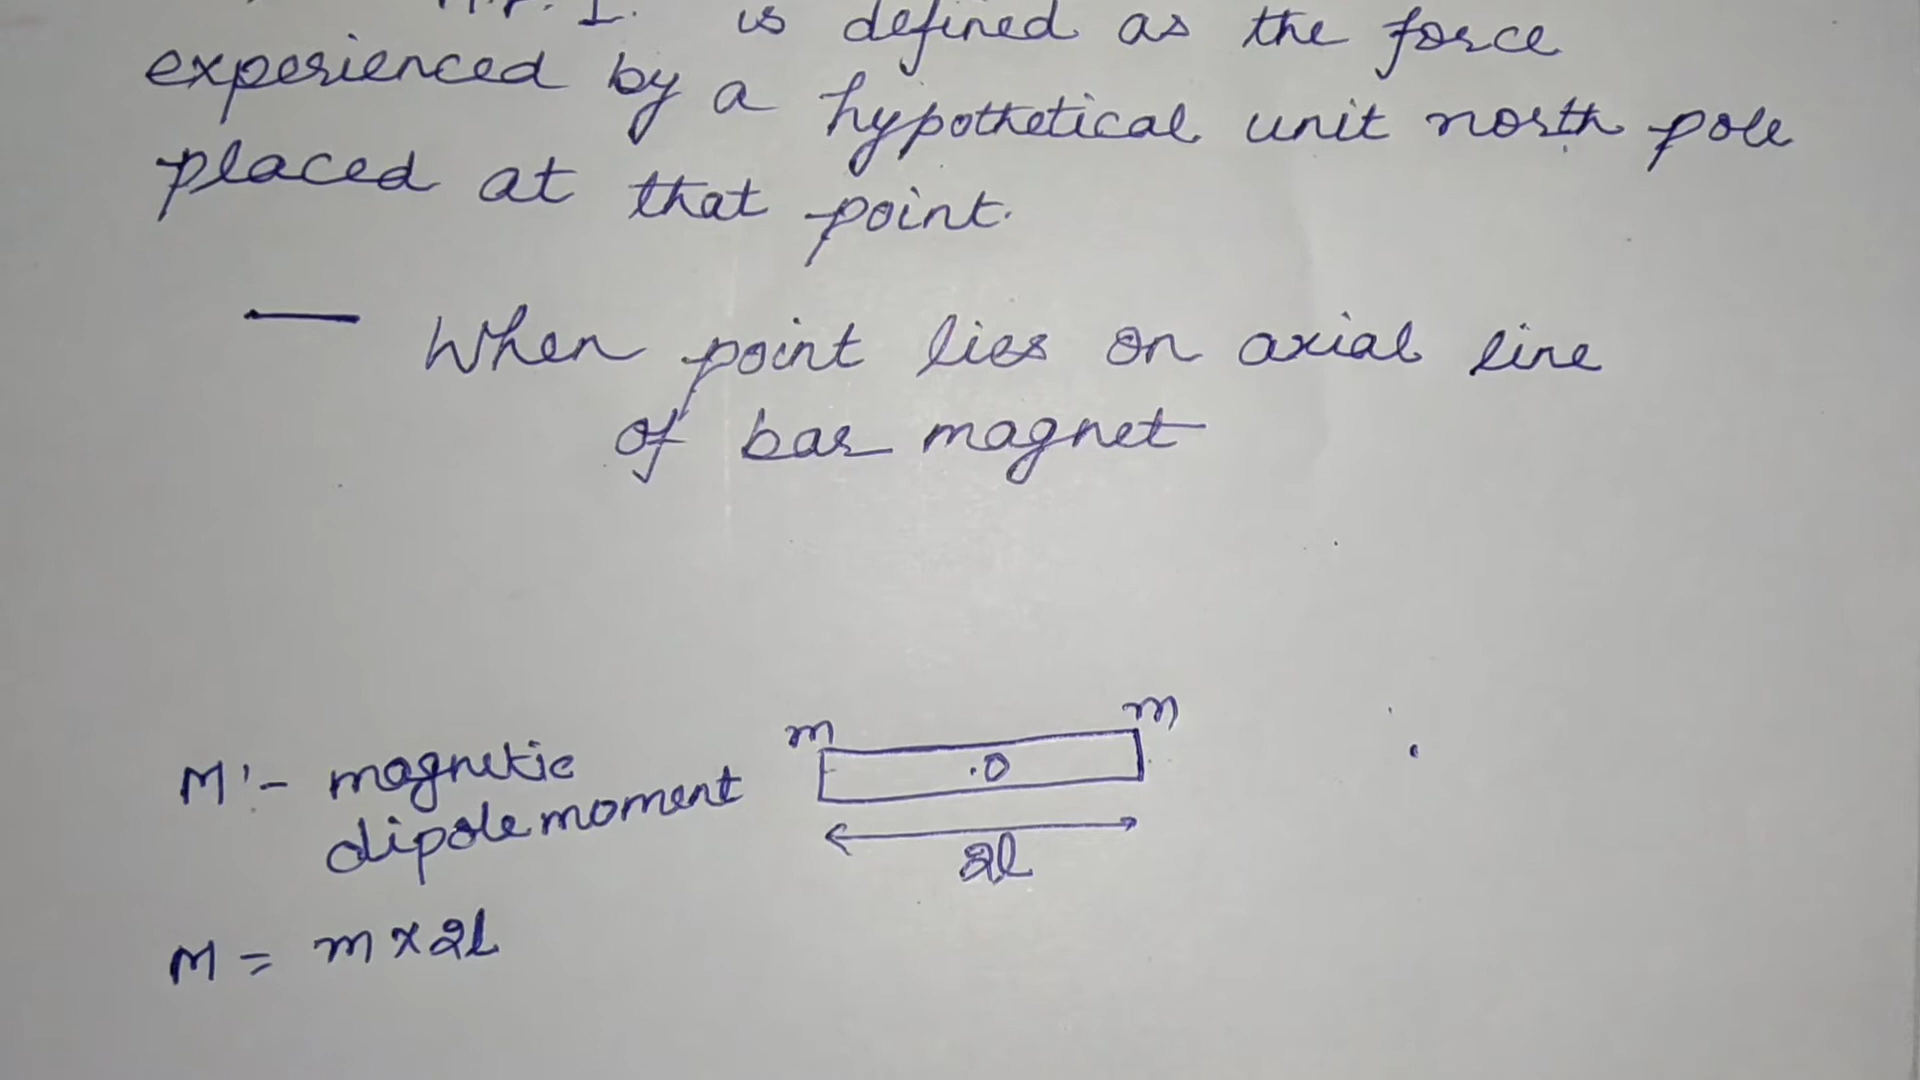 is defined as the force
experienced by a hypothetical unit north pole
placed at that point.
— When point lies on axial line
of bar magnet
m m
.O
2l
M :- magnetic
dipole moment
M = m x 2l